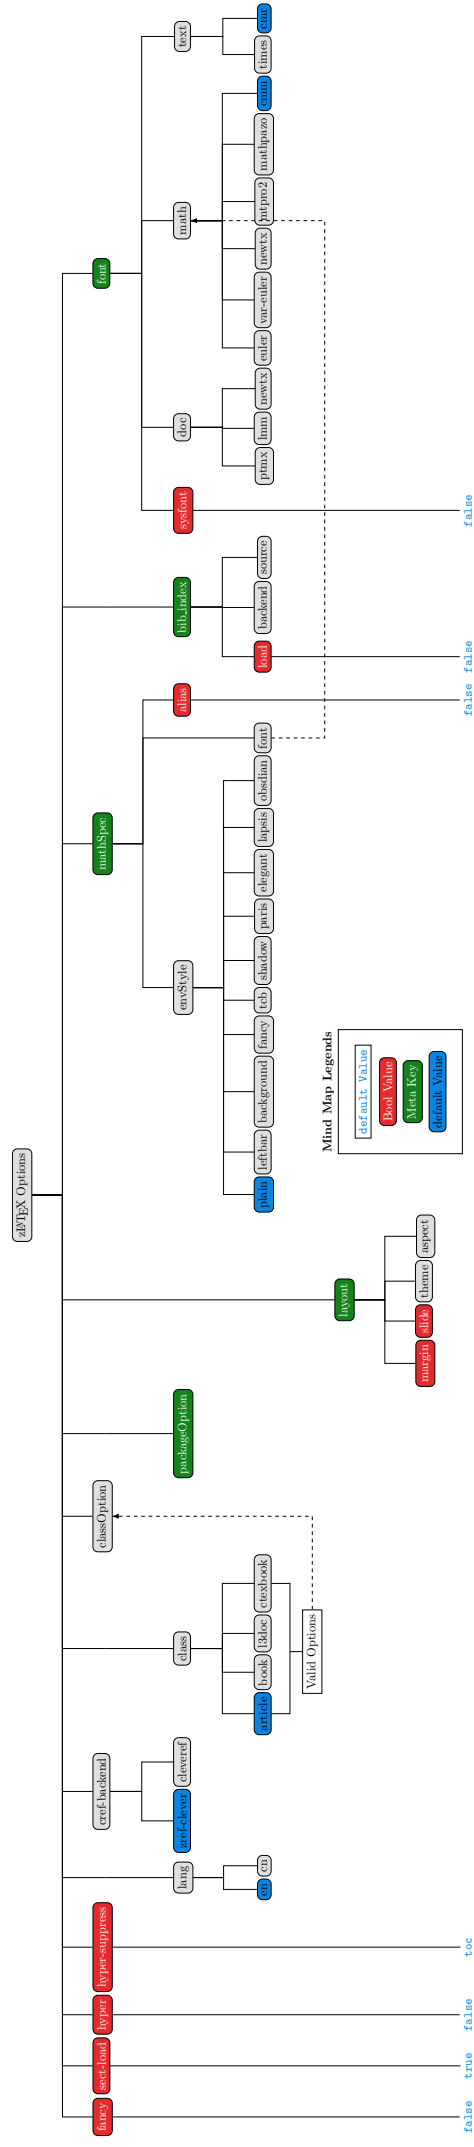 zLATEX Options
fancy
sect-load
hyper
hyper-suppress
cref-backend
classOption
mathSpec
font
lang
zref-clever
cleveref
class
packageOption
envStyle
alias
bib_index
sysfont
doc
math
text
en
cn
article
book
l3doc
ctexbook
plain
leftbar
background
fancy
tcb
shadow
paris
elegant
lapsis
obsdian
font
load
backend
source
ptmx
lmm
newtx
euler
var-euler
newtx
mtpro2
mathpazo
cmm
times
cmr
Valid Options
layout
margin
slide
theme
aspect
Mind Map Legends
default Value
Bool Value
Meta Key
default Value
false
true
false
toc
false
false
false